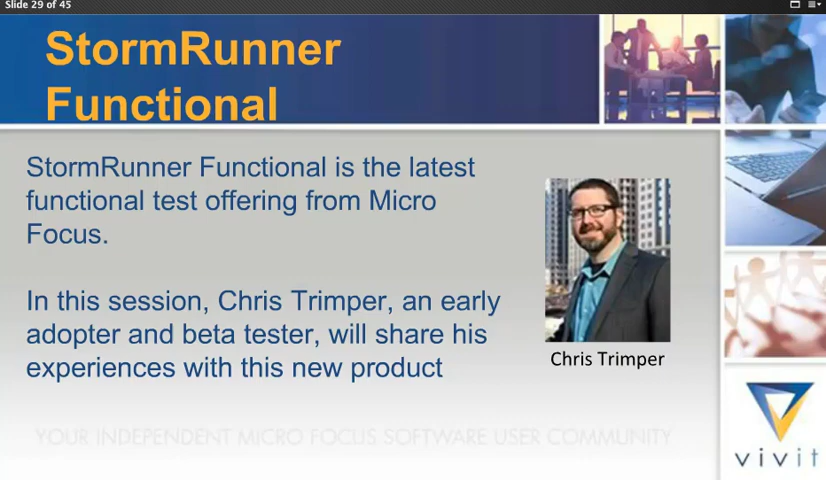 Slide 29 of 45
StormRunner
Functional
StormRunner Functional is the latest
functional test offering from Micro
Focus.
In this session, Chris Trimper, an early
adopter and beta tester, will share his
experiences with this new product
Chris Trimper
YOUR INDEPENDENT MICRO FOCUS SOFTWARE USER COMMUNITY
vivit